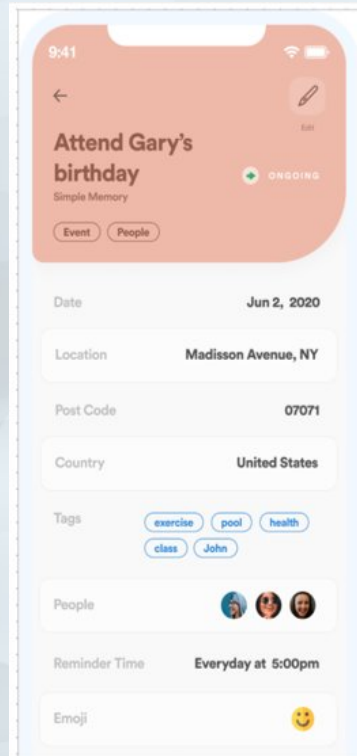 9:41
Edit
Attend Gary's
birthday
ONGOING
Simple Memory
Event People
Date Jun 2, 2020
Location Madisson Avenue, NY
Post Code 07071
Country United States
Tags exercise pool health
class John
People
Reminder Time Everyday at 5:00pm
Emoji